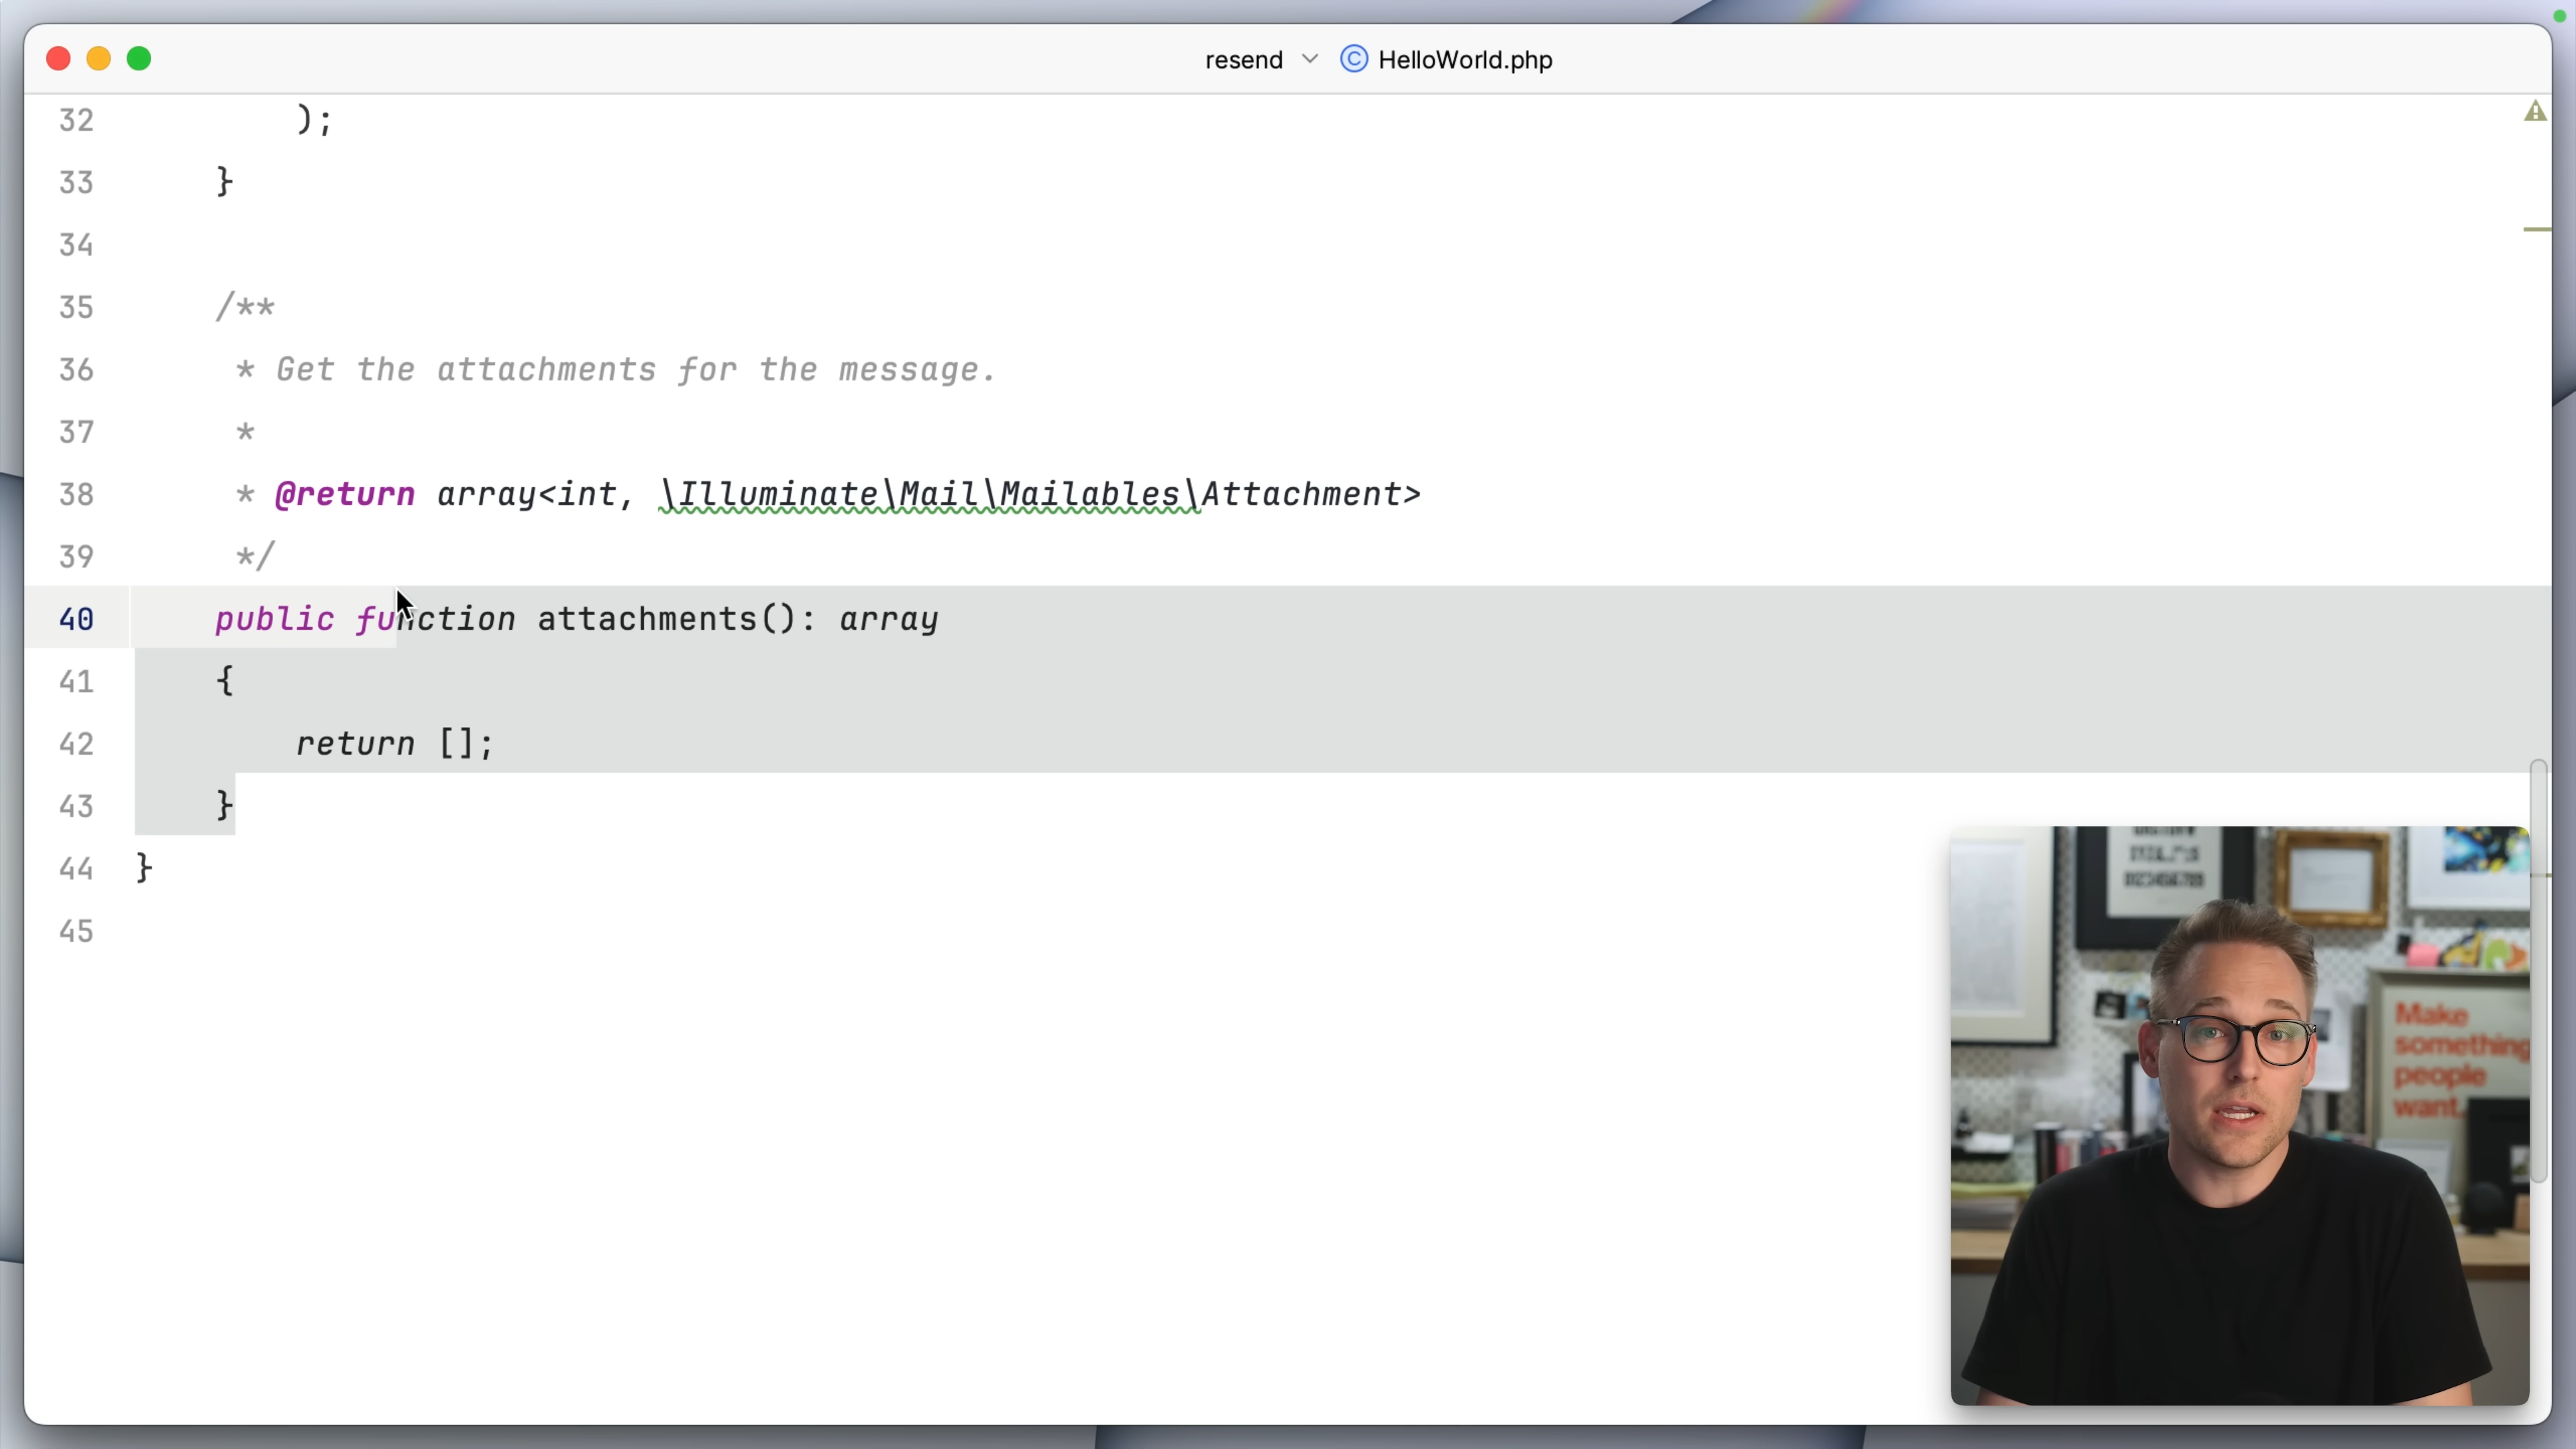 resend HelloWorld.php
32 );
33 }
34
35 /**
36 * Get the attachments for the message.
37 *
38 * @return array<int, \Illuminate\Mail\Mailables\Attachment>
39 */
40 public function attachments(): array
41 {
42 return [];
43 }
44 }
45
Make
something
people
want.